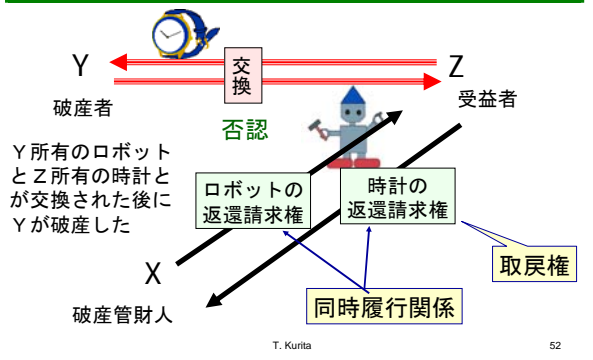 Y
交
換
Z
破産者
受益者
否認
Y所有のロボット
とZ所有の時計と
が交換された後に
Yが破産した
ロボットの
返還請求権
時計の
返還請求権
取戻権
X
破産管財人
同時履行関係
T. Kurita
52